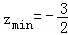 z_min = -3/2